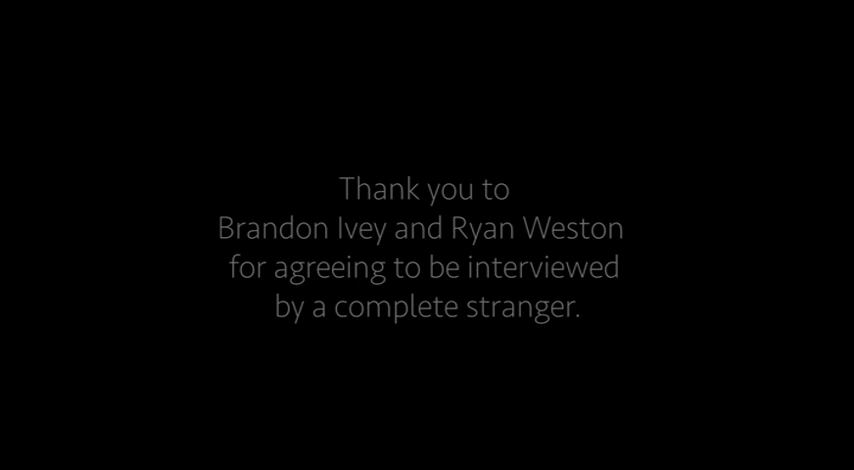 Thank you to
Brandon Ivey and Ryan Weston
for agreeing to be interviewed
by a complete stranger.